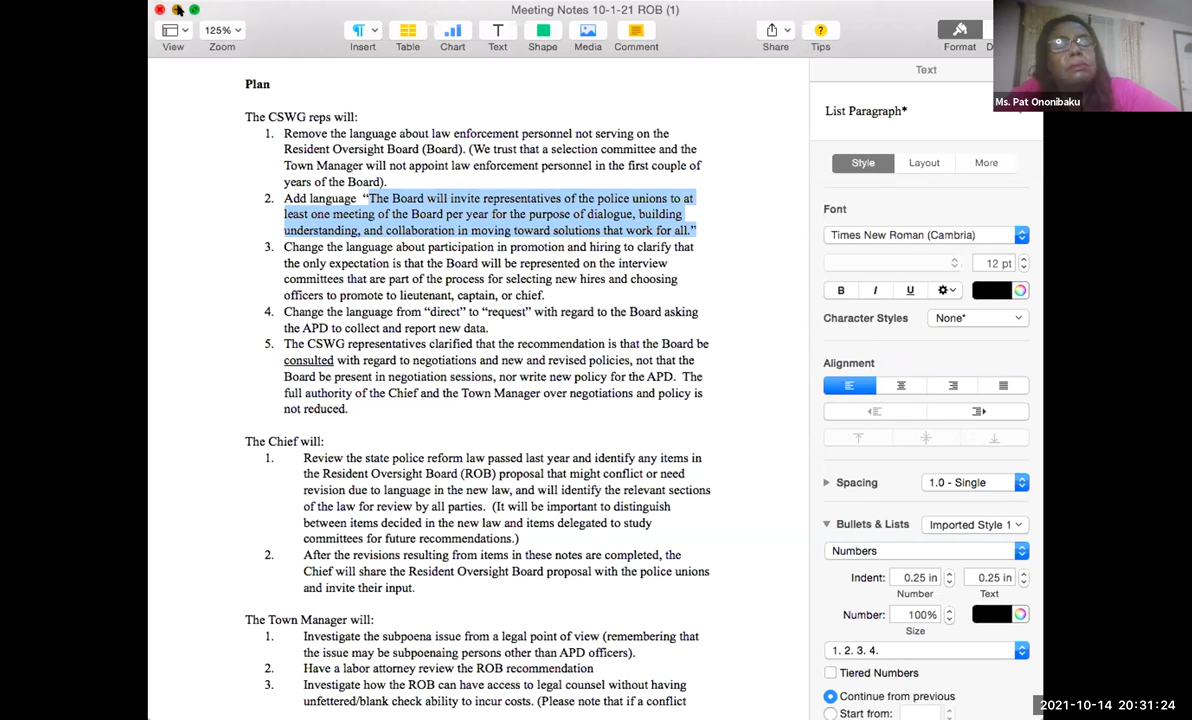 Meeting Notes 10-1-21 ROB (1)
125%
View
Zoom
Insert
Table
Chart
Text
Shape
Media
Comment
Share
Tips
Format
Ms. Pat Ononibaku
Plan
The CSWG reps will:
1. Remove the language about law enforcement personnel not serving on the
Resident Oversight Board (Board). (We trust that a selection committee and the
Town Manager will not appoint law enforcement personnel in the first couple of
years of the Board).
2. Add language “The Board will invite representatives of the police unions to at
least one meeting of the Board per year for the purpose of dialogue, building
understanding, and collaboration in moving toward solutions that work for all.”
3. Change the language about participation in promotion and hiring to clarify that
the only expectation is that the Board will be represented on the interview
committees that are part of the process for selecting new hires and choosing
officers to promote to lieutenant, captain, or chief.
4. Change the language from “direct” to “request” with regard to the Board asking
the APD to collect and report new data.
5. The CSWG representatives clarified that the recommendation is that the Board be
consulted with regard to negotiations and new and revised policies, not that the
Board be present in negotiation sessions, nor write new policy for the APD. The
full authority of the Chief and the Town Manager over negotiations and policy is
not reduced.
The Chief will:
1. Review the state police reform law passed last year and identify any items in
the Resident Oversight Board (ROB) proposal that might conflict or need
revision due to language in the new law, and will identify the relevant sections
of the law for review by all parties. (It will be important to distinguish
between items decided in the new law and items delegated to study
committees for future recommendations.)
2. After the revisions resulting from items in these notes are completed, the
Chief will share the Resident Oversight Board proposal with the police unions
and invite their input.
The Town Manager will:
1. Investigate the subpoena issue from a legal point of view (remembering that
the issue may be subpoenaing persons other than APD officers).
2. Have a labor attorney review the ROB recommendation
3. Investigate how the ROB can have access to legal counsel without having
unfettered/blank check ability to incur costs. (Please note that if a conflict
Text
List Paragraph*
Style
Layout
More
Font
Times New Roman (Cambria)
12 pt
B
I
U
Character Styles
None*
Alignment
Spacing
1.0 - Single
Bullets & Lists
Imported Style 1
Numbers
Indent:
0.25 in
0.25 in
Number
Text
Number:
100%
Size
1. 2. 3. 4.
Tiered Numbers
Continue from previous
Start from:
2021-10-14 20:31:24